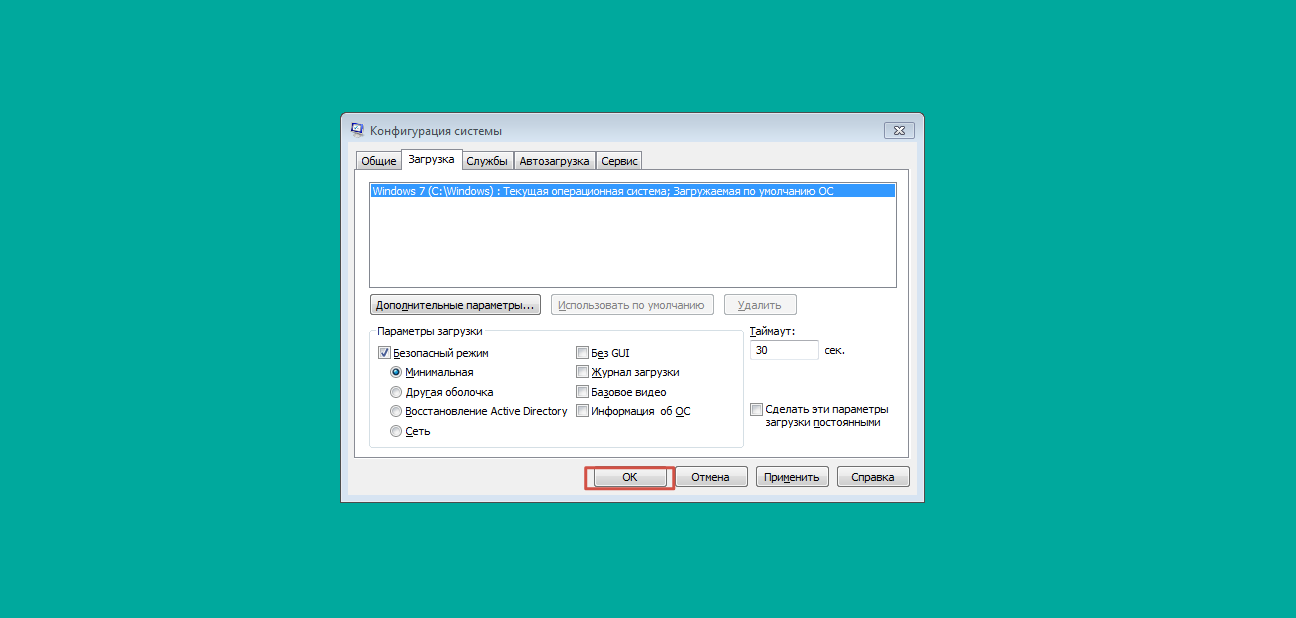 Конфигурация системы
Общие Загрузка Службы Автозагрузка Сервис
Windows 7 (C:\Windows) : Текущая операционная система; Загружаемая по умолчанию ОС
Дополнительные параметры... Использовать по умолчанию Удалить
Параметры загрузки Таймаут:
Безопасный режим Без GUI 30 сек.
Минимальная Журнал загрузки
Другая оболочка Базовое видео
Восстановление Active Directory Информация об ОС Сделать эти параметры
загрузки постоянными
Сеть
ОК Отмена Применить Справка